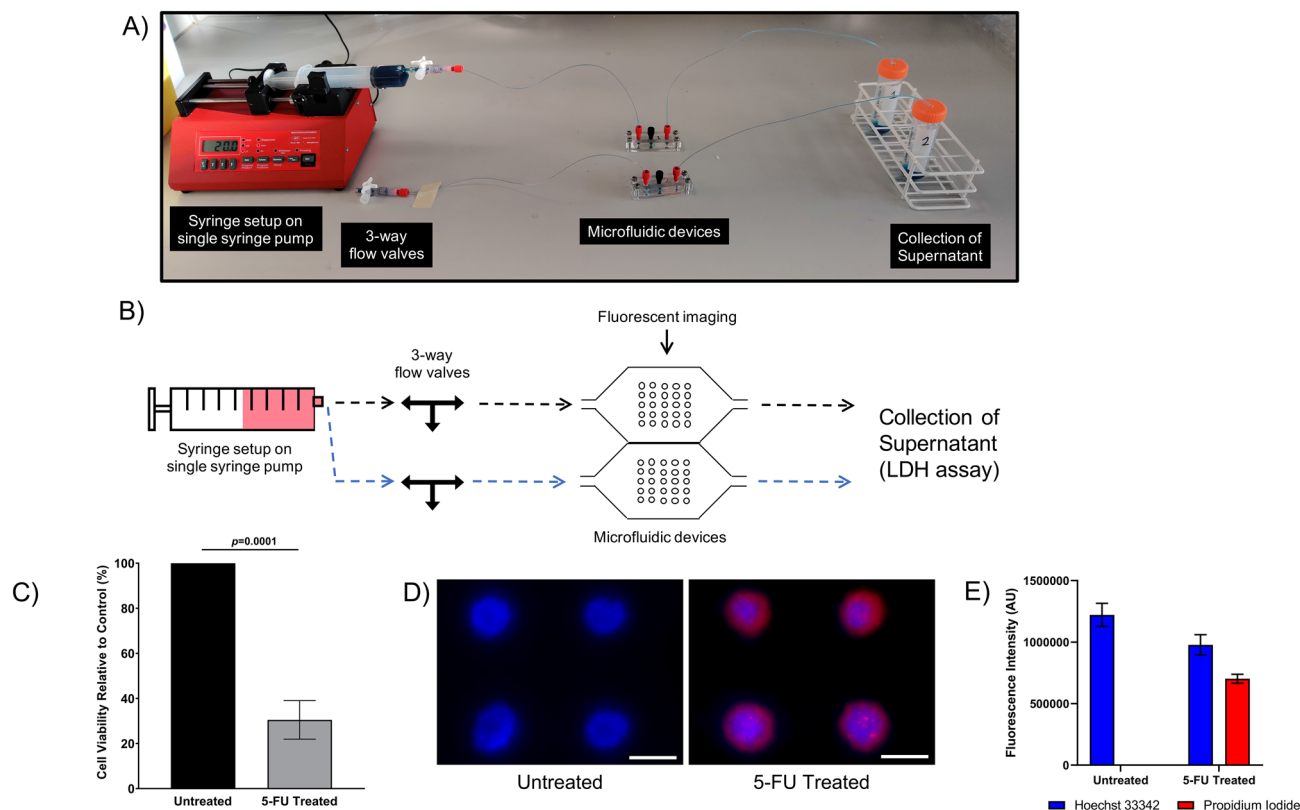 A)
20.0
Syringe setup on
single syringe pump
3-way
flow valves
Microfluidic devices
Collection of
Supernatant
2
B)
Fluorescent imaging
3-way
flow valves
Syringe setup on
single syringe pump
Collection of
Supernatant
(LDH assay)
Microfluidic devices
C)
p=0.0001
Cell Viability Relative to Control (%)
100
80
60
40
20
0
Untreated
5-FU Treated
D)
Untreated
5-FU Treated
E)
Fluorescence Intensity (AU)
1500000
1000000
500000
0
Untreated
5-FU Treated
Hoechst 33342
Propidium Iodide